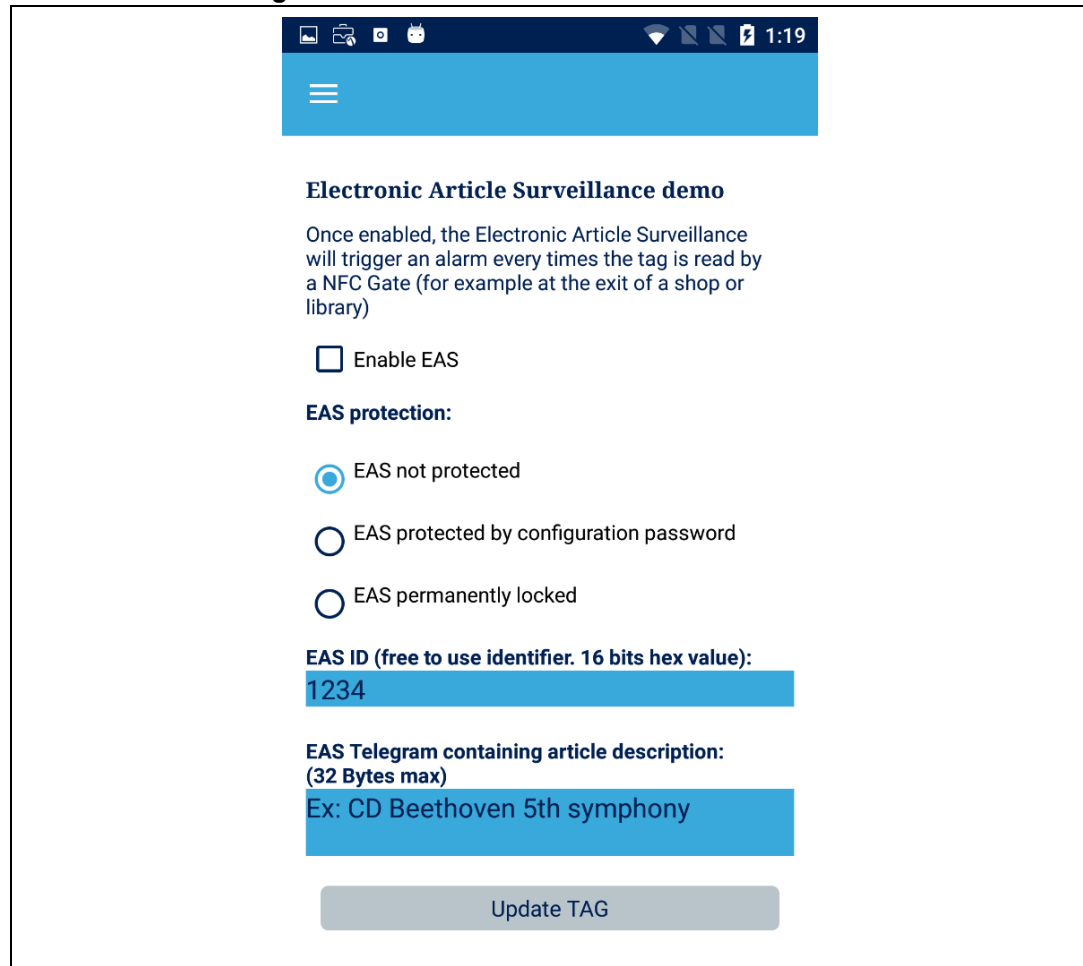 1:19
Electronic Article Surveillance demo
Once enabled, the Electronic Article Surveillance
will trigger an alarm every times the tag is read by
a NFC Gate (for example at the exit of a shop or
library)
Enable EAS
EAS protection:
EAS not protected
EAS protected by configuration password
EAS permanently locked
EAS ID (free to use identifier. 16 bits hex value):
1234
EAS Telegram containing article description:
(32 Bytes max)
Ex: CD Beethoven 5th symphony
Update TAG